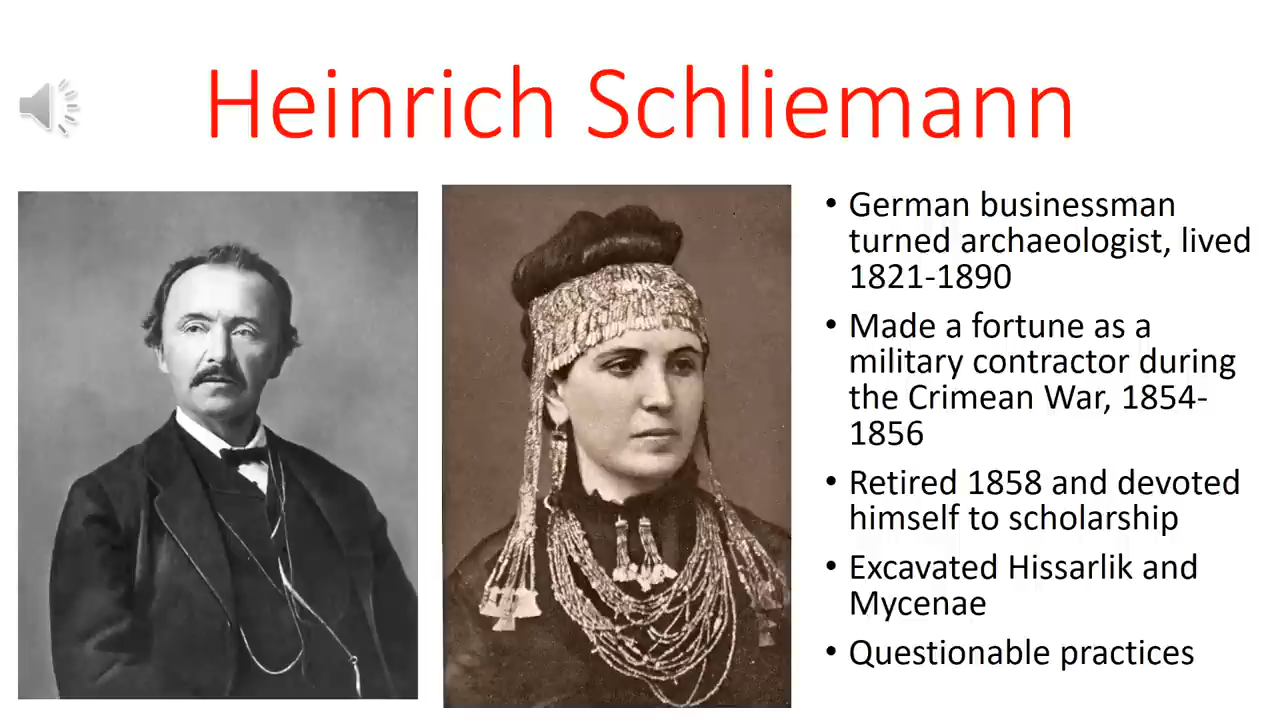 Heinrich Schliemann
• German businessman
turned archaeologist, lived
1821-1890
• Made a fortune as a
military contractor during
the Crimean War, 1854-
1856
• Retired 1858 and devoted
himself to scholarship
• Excavated Hissarlik and
Mycenae
• Questionable practices